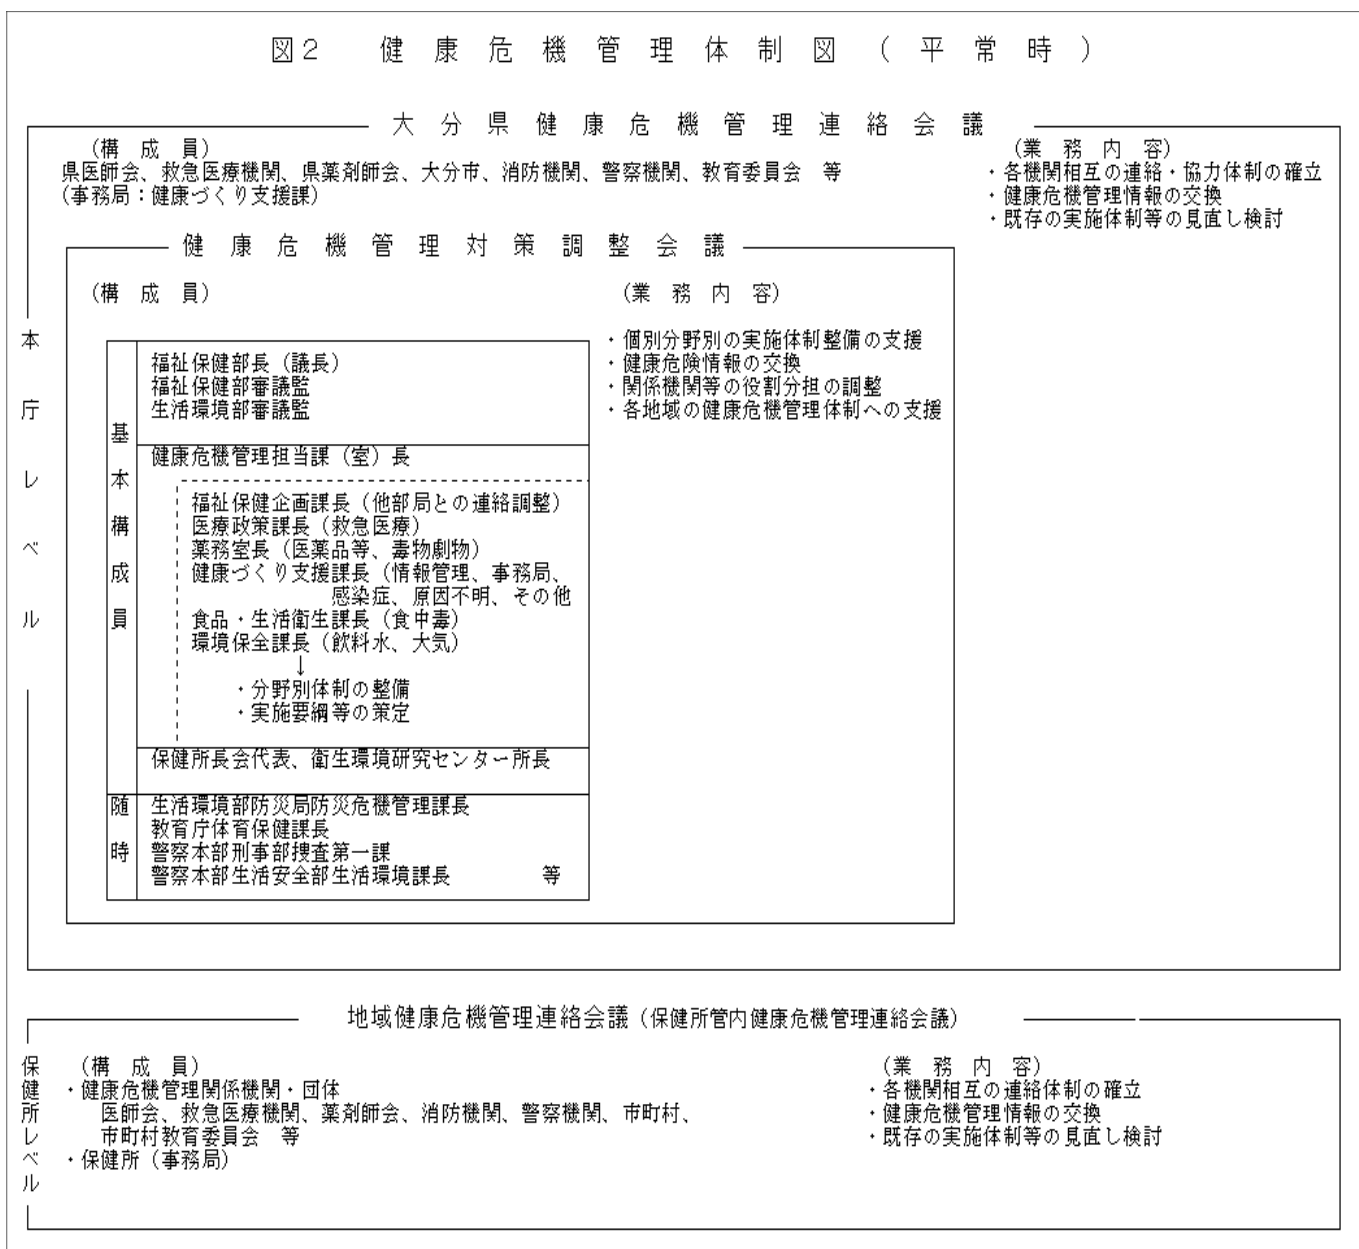 図２　健康危機管理体制図（平常時）
大分県健康危機管理連絡会議
（構成員）
県医師会、救急医療機関、県薬剤師会、大分市、消防機関、警察機関、教育委員会　等
（事務局：健康づくり支援課）
（業務内容）
・各機関相互の連絡・協力体制の確立
・健康危機管理情報の交換
・既存の実施体制等の見直し検討
本庁レベル
健康危機管理対策調整会議
（構成員）
基本構成員
福祉保健部長（議長）
福祉保健部審議監
生活環境部審議監
健康危機管理担当課（室）長
福祉保健企画課長（他部局との連絡調整）
医療政策課長（救急医療）
薬務室長（医薬品等、毒物劇物）
健康づくり支援課長（情報管理、事務局、
感染症、原因不明、その他
食品・生活衛生課長（食中毒）
環境保全課長（飲料水、大気）
↓
・分野別体制の整備
・実施要綱等の策定
保健所長会代表、衛生環境研究センター所長
随時
生活環境部防災局防災危機管理課長
教育庁体育保健課長
警察本部刑事部捜査第一課
警察本部生活安全部生活環境課長　等
（業務内容）
・個別分野別の実施体制整備の支援
・健康危険情報の交換
・関係機関等の役割分担の調整
・各地域の健康危機管理体制への支援
地域健康危機管理連絡会議（保健所管内健康危機管理連絡会議）
保健所レベル
（構成員）
・健康危機管理関係機関・団体
医師会、救急医療機関、薬剤師会、消防機関、警察機関、市町村、
市町村教育委員会　等
・保健所（事務局）
（業務内容）
・各機関相互の連絡体制の確立
・健康危機管理情報の交換
・既存の実施体制等の見直し検討